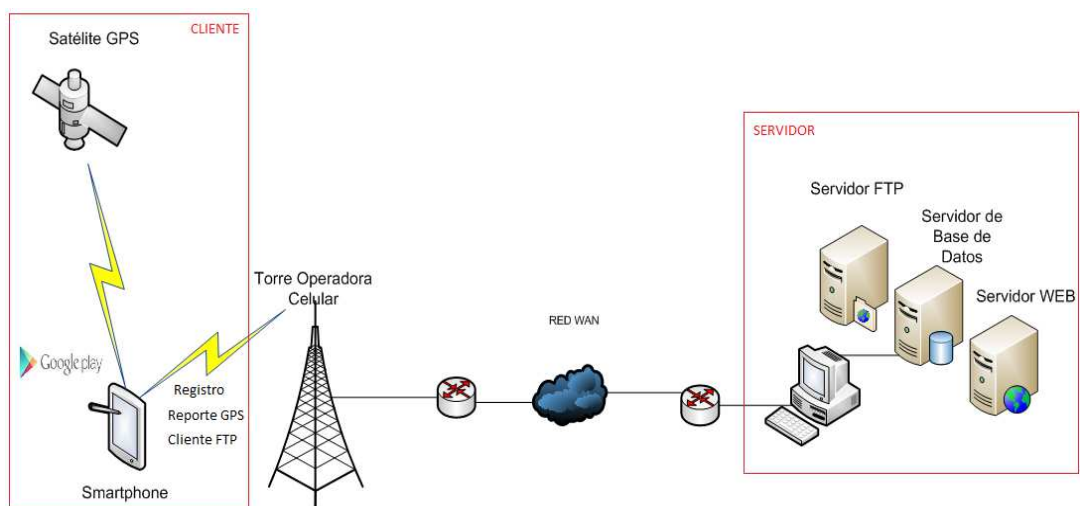 CLIENTE
Satélite GPS
SERVIDOR
Servidor FTP
Servidor de
Base de
Datos
Servidor WEB
Torre Operadora
Celular
RED WAN
Google play
Registro
Reporte GPS
Cliente FTP
Smartphone